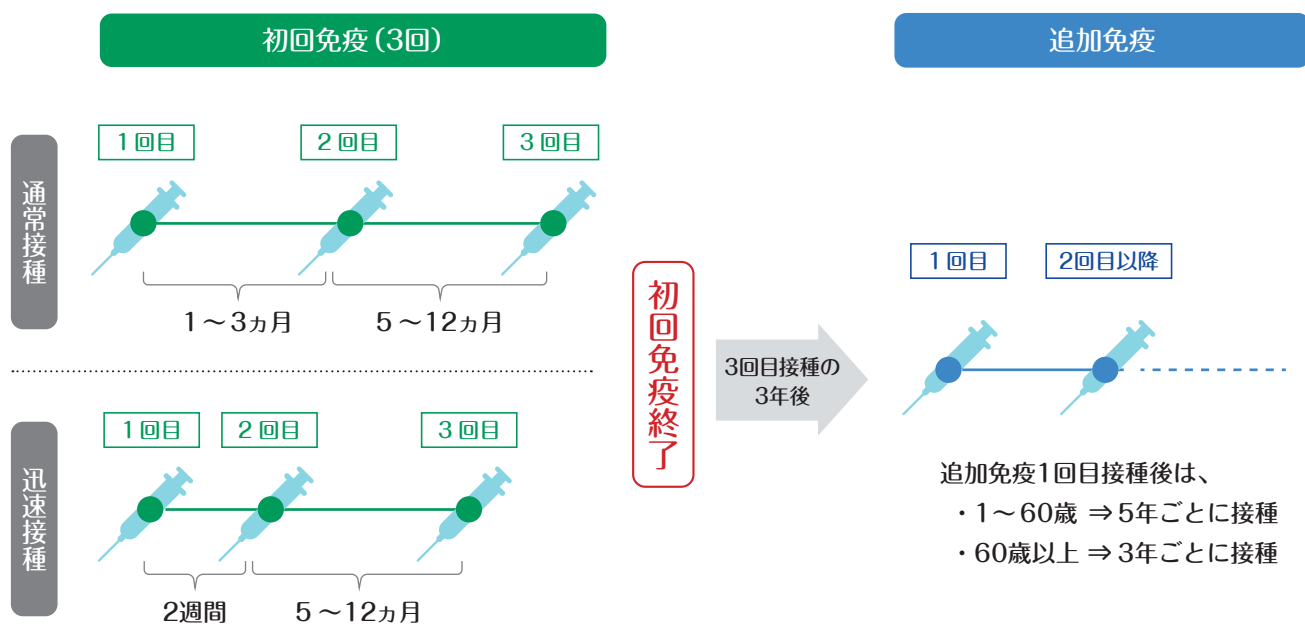 初回免疫（3回）
追加免疫
通常接種
1回目
2回目
3回目
1～3ヵ月
5～12ヵ月
迅速接種
1回目
2回目
3回目
2週間
5～12ヵ月
初回免疫終了
3回目接種の
3年後
1回目
2回目以降
追加免疫1回目接種後は、
・1～60歳 ⇒5年ごとに接種
・60歳以上 ⇒3年ごとに接種